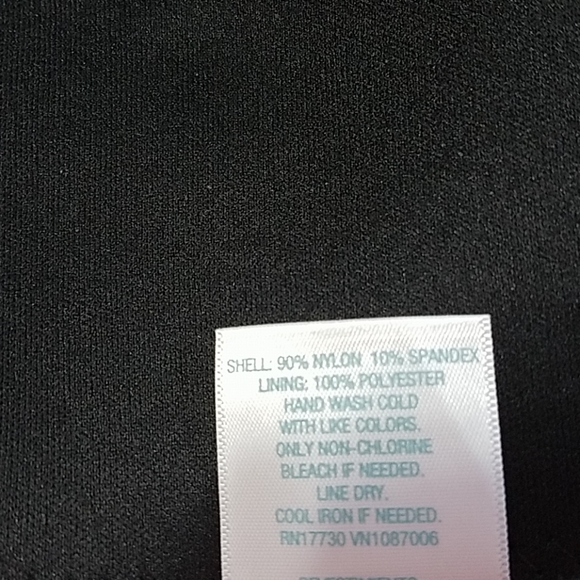 SHELL: 90% NYLON 10% SPANDEX
LINING: 100% POLYESTER
HAND WASH COLD
WITH LIKE COLORS.
ONLY NON-CHLORINE
BLEACH IF NEEDED.
LINE DRY.
COOL IRON IF NEEDED.
RN17730 VN1087006